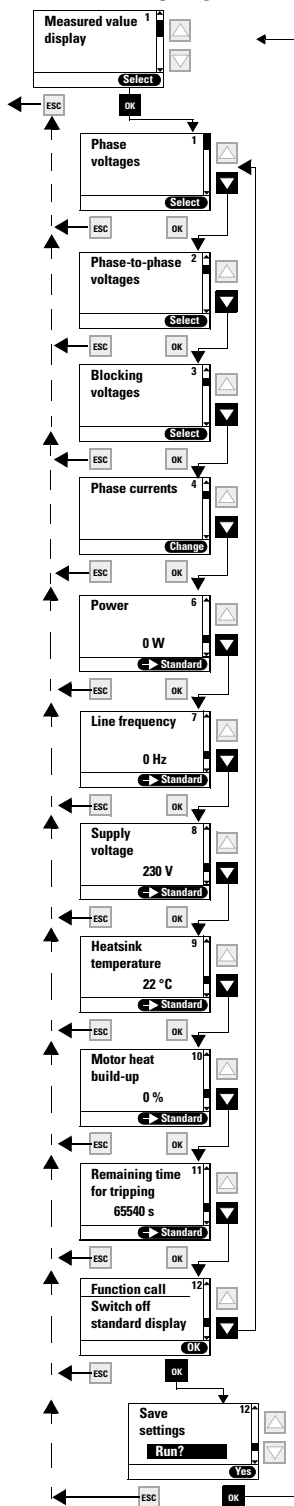 Measured value 1
display
Select
ESC OK
Phase 1
voltages
Select
ESC OK
Phase-to-phase 2
voltages
Select
ESC OK
Blocking 3
voltages
Select
ESC OK
Phase currents 4
Change
ESC OK
Power 6
0 W
Standard
ESC OK
Line frequency 7
0 Hz
Standard
ESC OK
Supply 8
voltage
230 V
Standard
ESC OK
Heatsink 9
temperature
22 °C
Standard
ESC OK
Motor heat 10
build-up
0 %
Standard
ESC OK
Remaining time 11
for tripping
65540 s
Standard
ESC OK
Function call 12
Switch off
standard display
OK
ESC OK
Save 12
settings
Run?
Yes
ESC OK